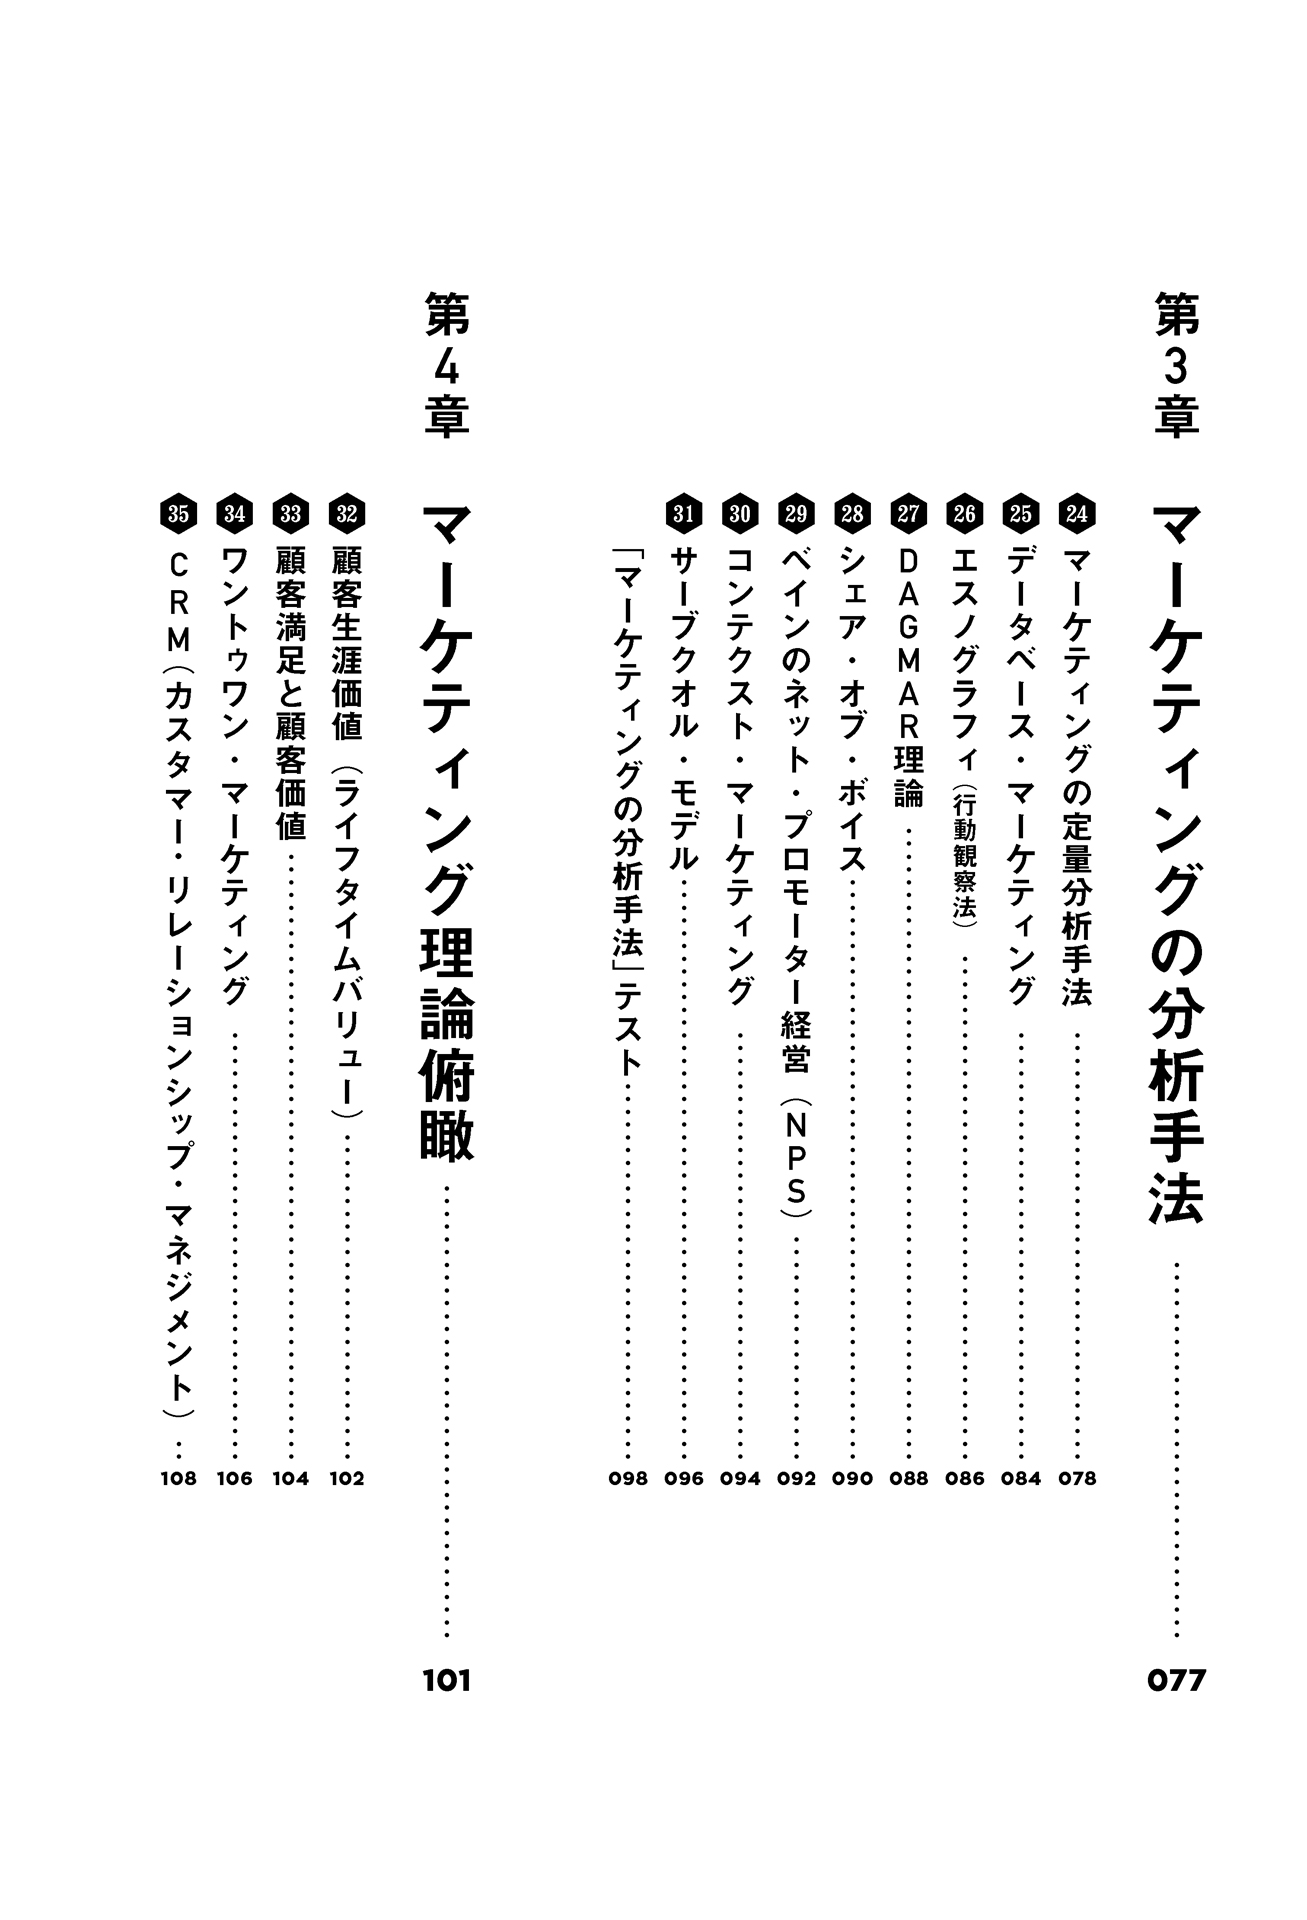 第3章 マーケティングの分析手法 077
24 マーケティングの定量分析手法 078
25 データベース・マーケティング 084
26 エスノグラフィ(行動観察法) 086
27 DAGMAR理論 088
28 シェア・オブ・ボイス 090
29 ベインのネット・プロモーター経営(NPS) 092
30 コンテクスト・マーケティング 094
31 サーブクオル・モデル 096
「マーケティングの分析手法」テスト 098
第4章 マーケティング理論俯瞰 101
32 顧客生涯価値(ライフタイムバリュー) 102
33 顧客満足と顧客価値 104
34 ワントゥワン・マーケティング 106
35 CRM(カスタマー・リレーションシップ・マネジメント) 108